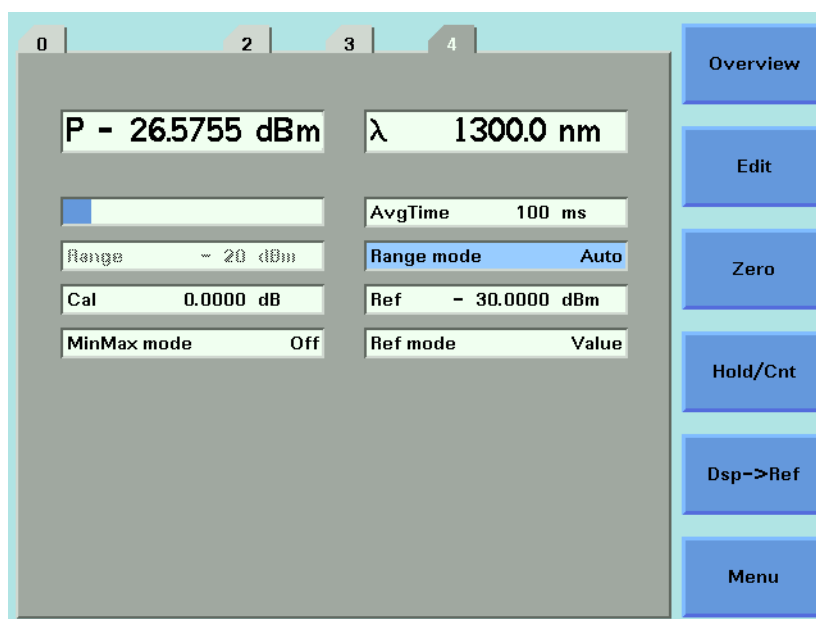 0
2
3
4
P - 26.5755 dBm
λ 1300.0 nm
AvgTime 100 ms
Range - 20 dBm
Range mode Auto
Cal 0.0000 dB
Ref - 30.0000 dBm
MinMax mode Off
Ref mode Value
Overview
Edit
Zero
Hold/Cnt
Dsp->Ref
Menu